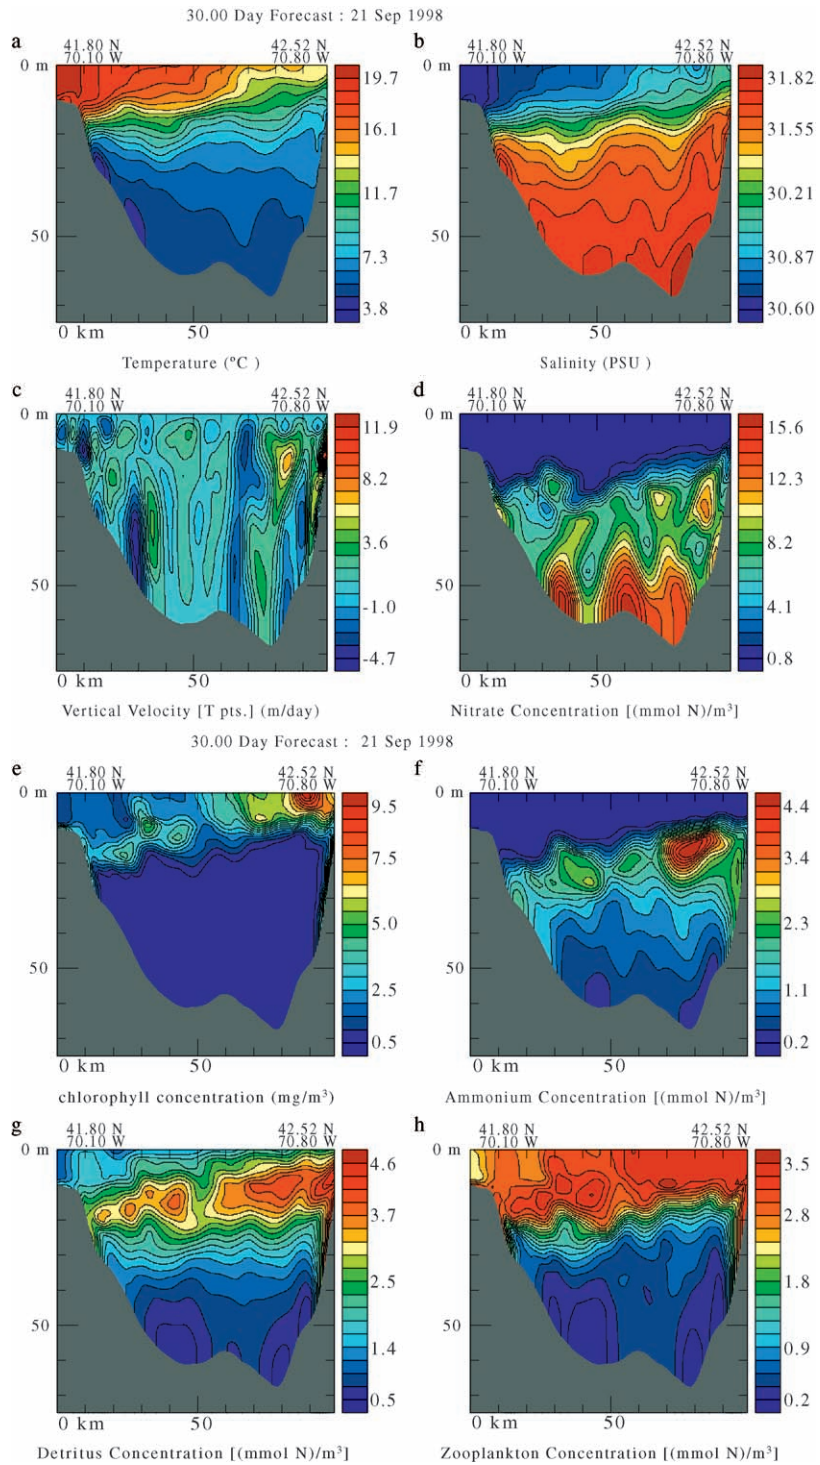 30.00 Day Forecast : 21 Sep 1998
a
41.80 N 42.52 N
70.10 W 70.80 W
0 m
50
0 km 50
19.7
16.1
11.7
7.3
3.8
Temperature (ºC )
b
41.80 N 42.52 N
70.10 W 70.80 W
0 m
50
0 km 50
31.82
31.55
30.21
30.87
30.60
Salinity (PSU )
c
41.80 N 42.52 N
70.10 W 70.80 W
0 m
50
0 km 50
11.9
8.2
3.6
-1.0
-4.7
Vertical Velocity [T pts.] (m/day)
d
41.80 N 42.52 N
70.10 W 70.80 W
0 m
50
0 km 50
15.6
12.3
8.2
4.1
0.8
Nitrate Concentration [(mmol N)/m³]
30.00 Day Forecast : 21 Sep 1998
e
41.80 N 42.52 N
70.10 W 70.80 W
0 m
50
0 km 50
9.5
7.5
5.0
2.5
0.5
chlorophyll concentration (mg/m³)
f
41.80 N 42.52 N
70.10 W 70.80 W
0 m
50
0 km 50
4.4
3.4
2.3
1.1
0.2
Ammonium Concentration [(mmol N)/m³]
g
41.80 N 42.52 N
70.10 W 70.80 W
0 m
50
0 km 50
4.6
3.7
2.5
1.4
0.5
Detritus Concentration [(mmol N)/m³]
h
41.80 N 42.52 N
70.10 W 70.80 W
0 m
50
0 km 50
3.5
2.8
1.8
0.9
0.2
Zooplankton Concentration [(mmol N)/m³]